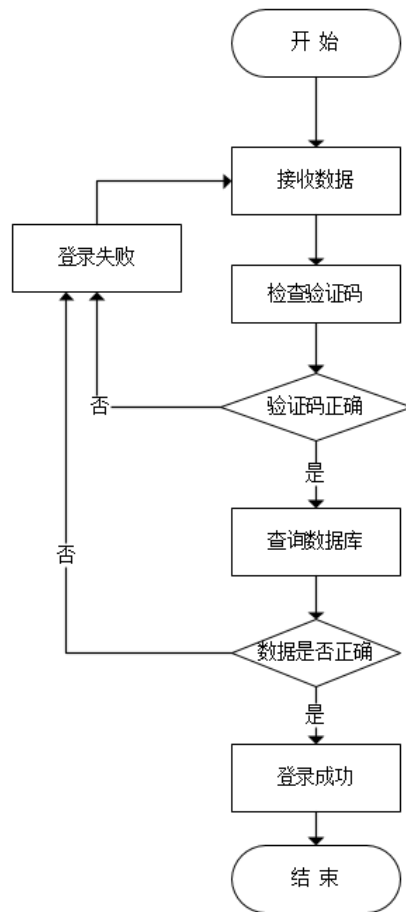 开 始
接收数据
登录失败
检查验证码
验证码正确
否
是
查询数据库
否
数据是否正确
是
登录成功
结 束